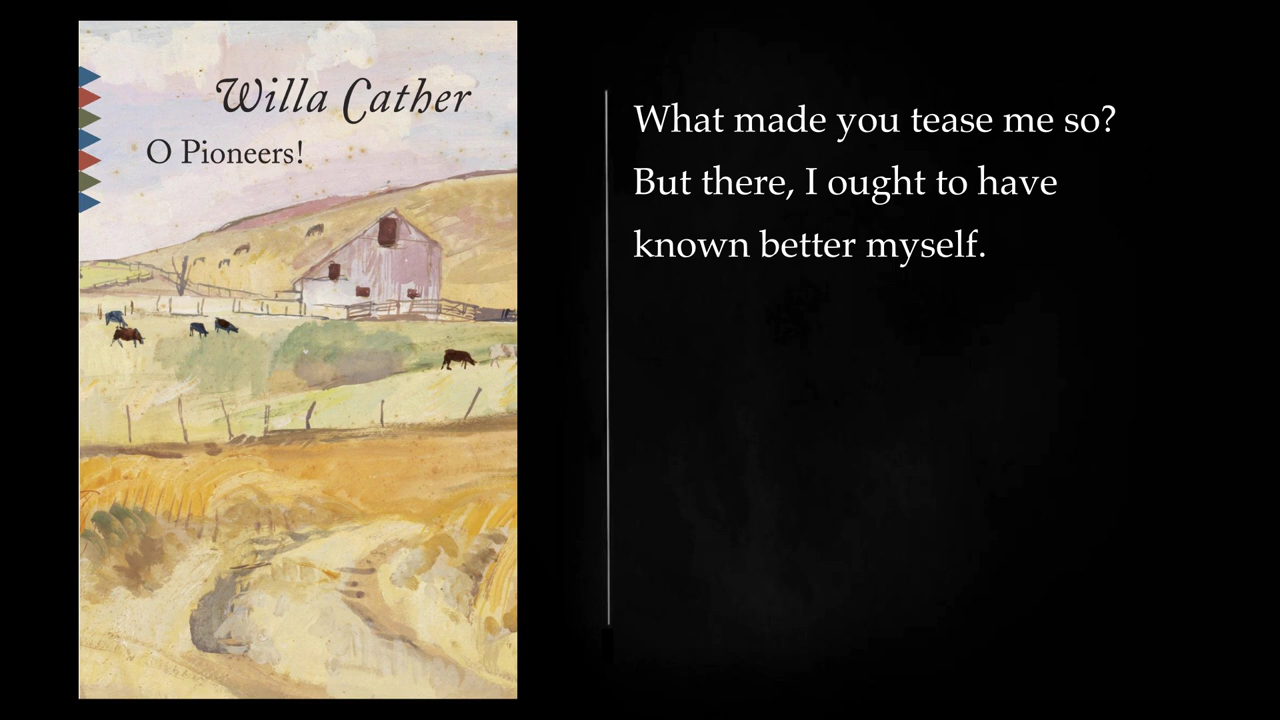 Willa Cather
O Pioneers!
What made you tease me so?
But there, I ought to have
known better myself.